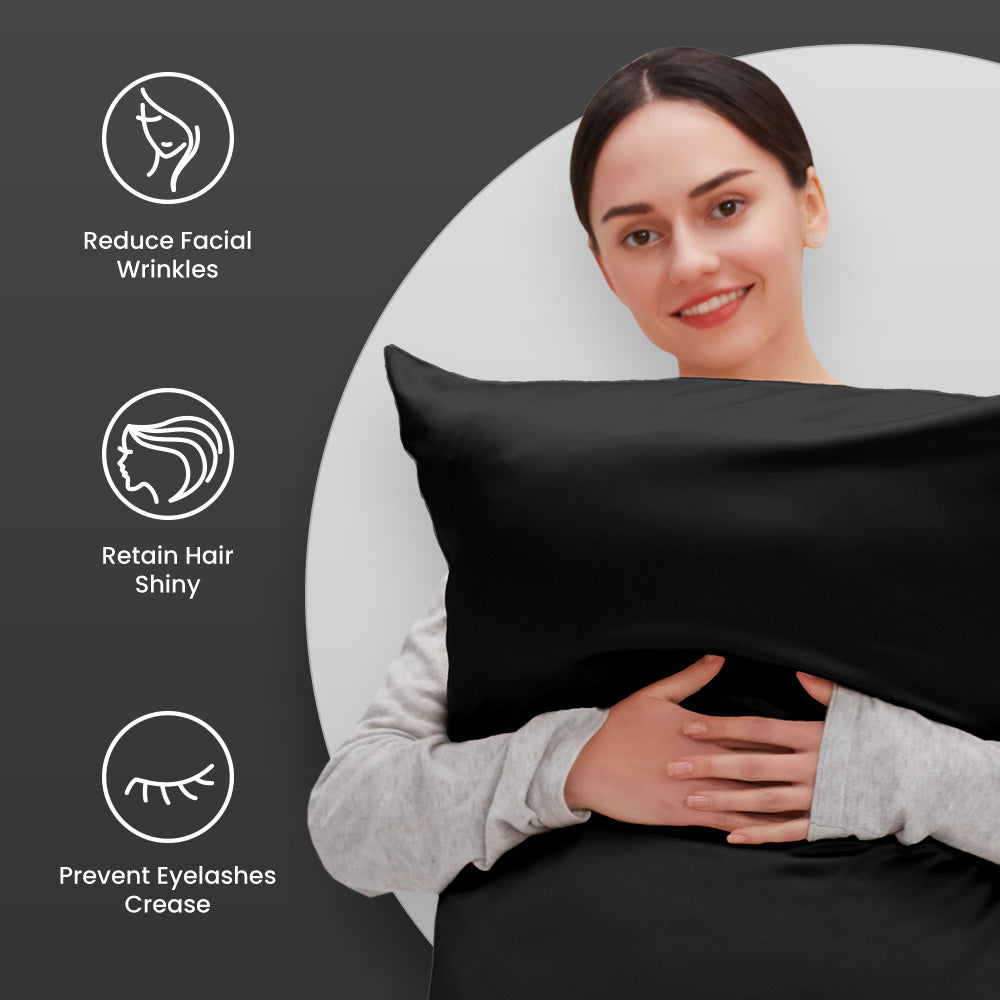 Reduce Facial
Wrinkles
Retain Hair
Shiny
Prevent Eyelashes
Crease